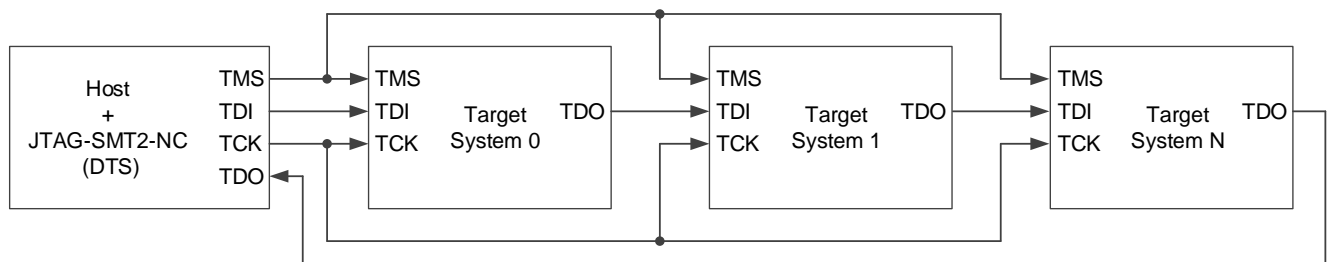 Host
+
JTAG-SMT2-NC
(DTS)
TMS
TDI
TCK
TDO
TMS
TDI
TCK
Target
System 0
TDO
TMS
TDI
TCK
Target
System 1
TDO
TMS
TDI
TCK
Target
System N
TDO